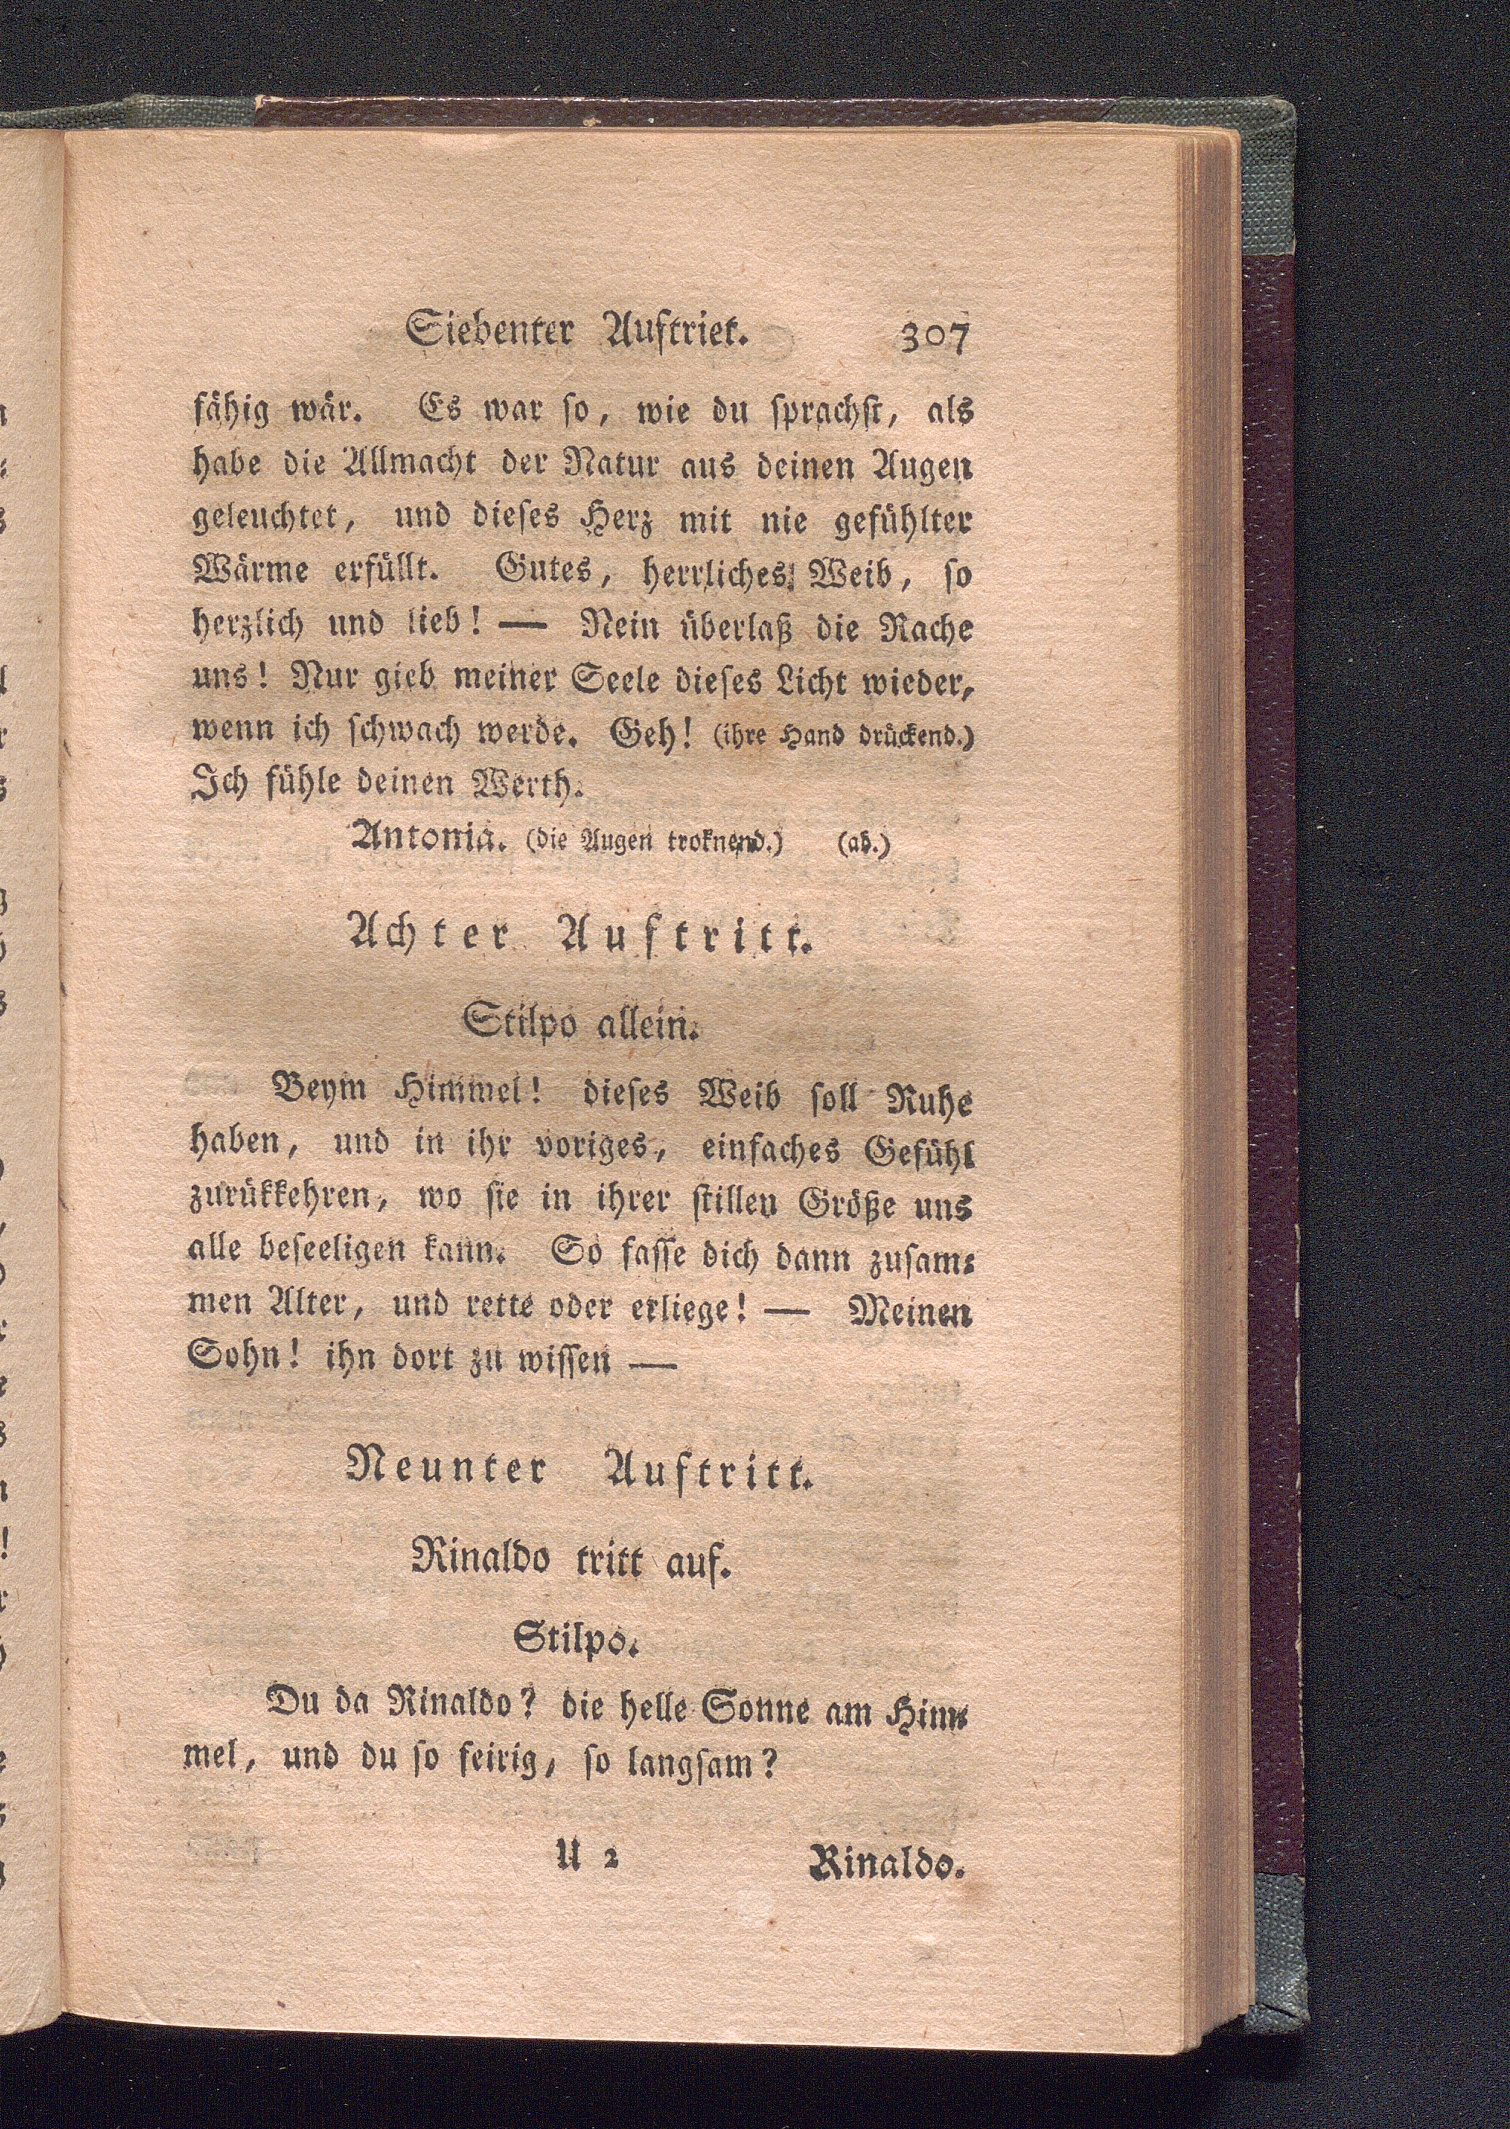 Siebenter Auftriet. 307
fähig wär. Es war ſo, wie du ſprachſt, als
habe die Allmacht der Natur aus deinen Augen
geleuchtet, und dieſes Herz mit nie gefühlter
Wärme erfüllt. Gutes, herrliches! Weib, ſo
herzlich und lieb! — Nein überlaß die Rache
uns! Nur gieb meiner Seele dieſes Licht wieder,
wenn ich ſchwach werde. Geh! (ihre Hand drückend.)
Ich fühle deinen Werth.
Antonia. (die Augen troknend.) (ab.)
Achter Auftritt.
Stilpo allein.
Beym Himmel! dieſes Weib ſoll Ruhe
haben, und in ihr voriges, einfaches Gefühl
zurükkehren, wo ſie in ihrer ſtillen Größe uns
alle beſeeligen kann. So faſſe dich dann zuſam⸗
men Alter, und rette oder erliege! — Meinen
Sohn! ihn dort zu wiſſen —
Neunter Auftritt.
Rinaldo tritt auf.
Stilpo.
Du da Rinaldo? die helle Sonne am Him⸗
mel, und du ſo feirig, ſo langſam?
U 2 Rinaldo.